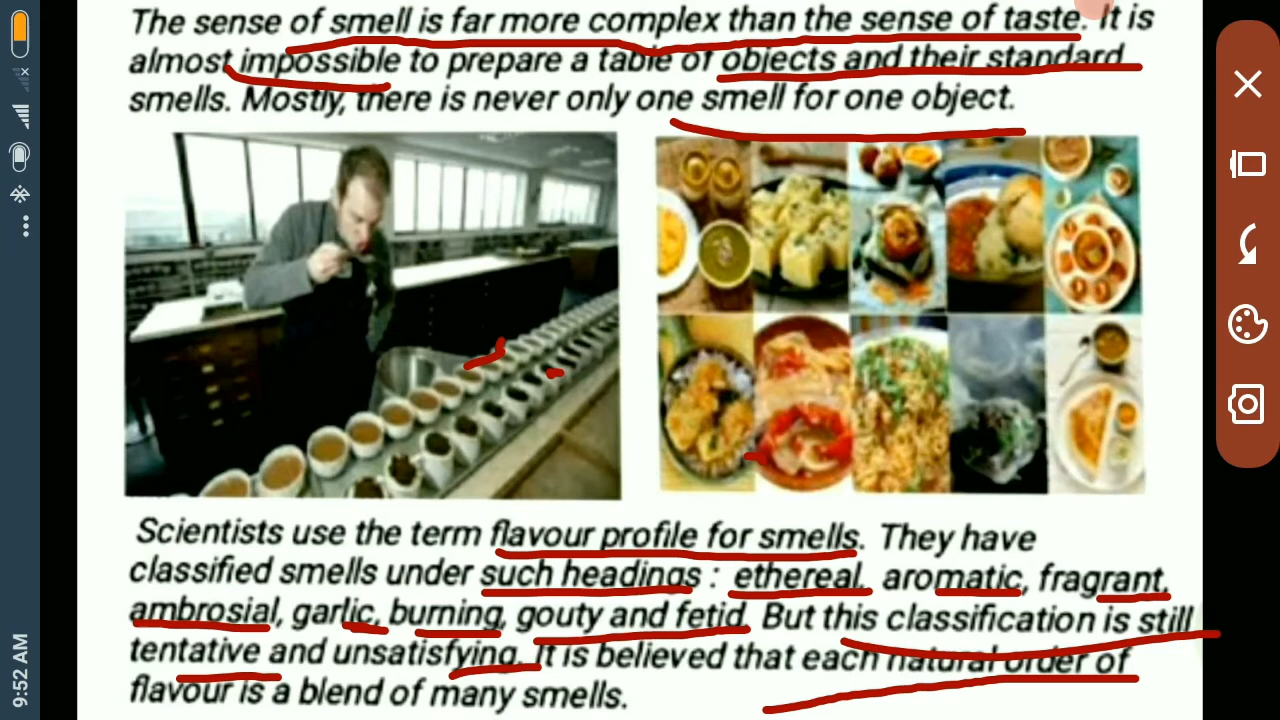 The sense of smell is far more complex than the sense of taste. It is
almost impossible to prepare a table of objects and their standard
smells. Mostly, there is never only one smell for one object.
Scientists use the term flavour profile for smells. They have
classified smells under such headings : ethereal, aromatic, fragrant,
ambrosial, garlic, burning, gouty and fetid. But this classification is still
tentative and unsatisfying. It is believed that each natural order of
flavour is a blend of many smells.
9:52 AM